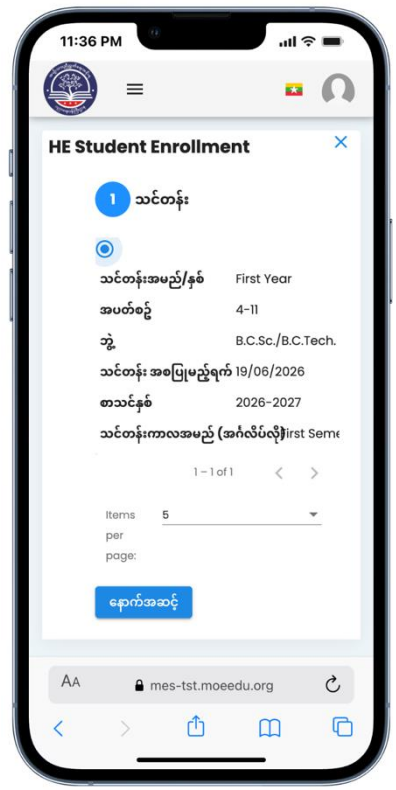 11:36 PM
HE Student Enrollment
1 သင်တန်း
သင်တန်းအမည်/နှစ် First Year
အပတ်စဥ် 4-11
ဘွဲ့ B.C.Sc./B.C.Tech.
သင်တန်း အစပြုမည့်ရက် 19/06/2026
စာသင်နှစ် 2026-2027
သင်တန်းကာလအမည် (အင်္ဂလိပ်လို) First Seme
1 – 1 of 1
Items per page: 5
နောက်အဆင့်
AA mes-tst.moeedu.org